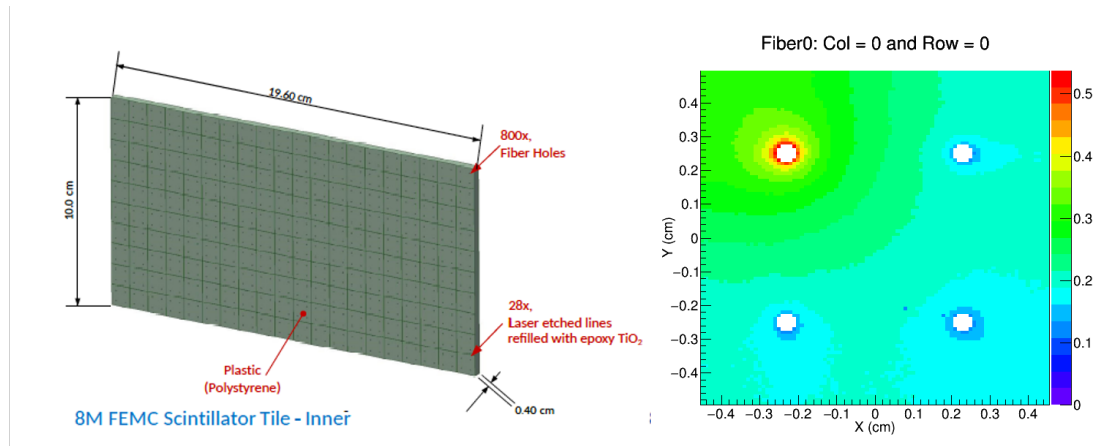 19.60 cm
10.0 cm
800x,
Fiber Holes
28x,
Laser etched lines
refilled with epoxy TiO₂
Plastic
(Polystyrene)
0.40 cm
8M FEMC Scintillator Tile - Inner
Fiber0: Col = 0 and Row = 0
Y (cm)
0.4
0.3
0.2
0.1
0
−0.1
−0.2
−0.3
−0.4
−0.4 −0.3 −0.2 −0.1 0 0.1 0.2 0.3 0.4
X (cm)
0.5
0.4
0.3
0.2
0.1
0